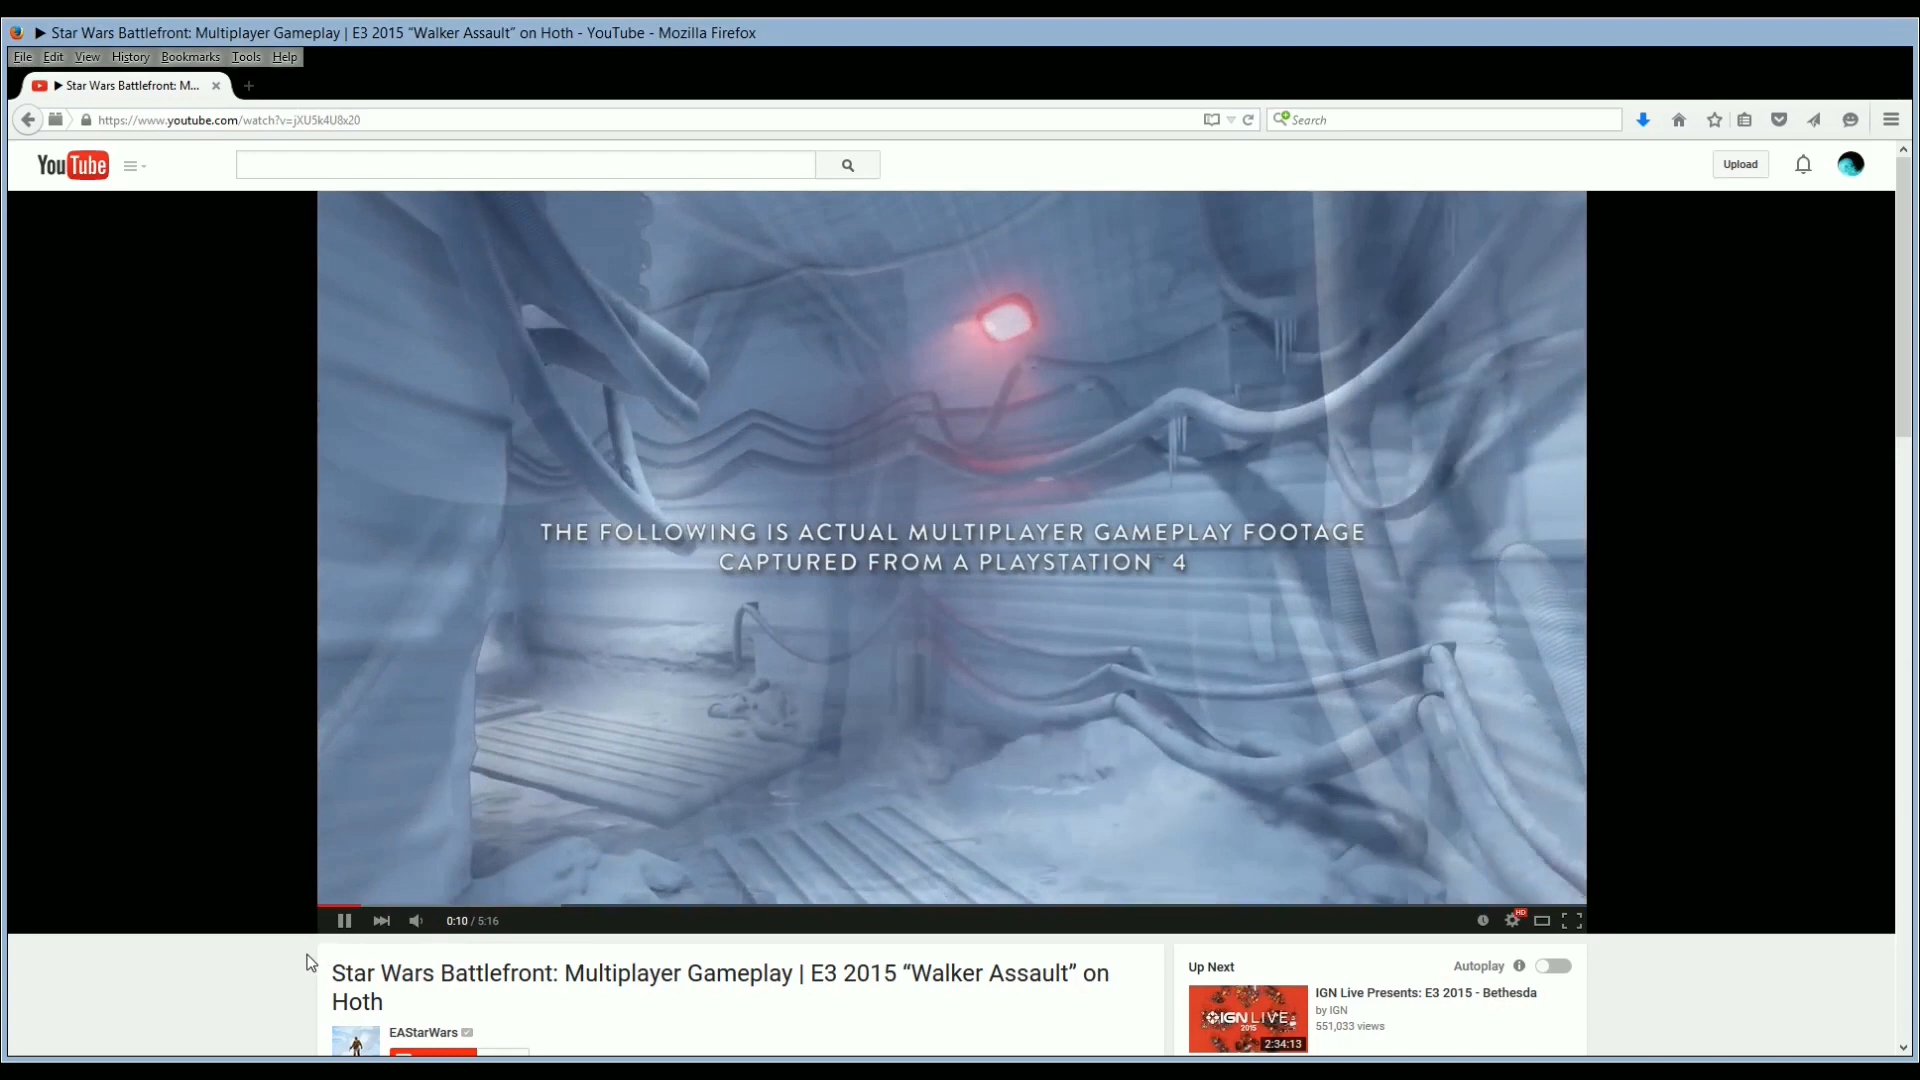 ▶ Star Wars Battlefront: Multiplayer Gameplay | E3 2015 “Walker Assault” on Hoth - YouTube - Mozilla Firefox
File Edit View History Bookmarks Tools Help
▶ Star Wars Battlefront: M...
https://www.youtube.com/watch?v=jXU5k4U8x20
Search
YouTube
Upload
THE FOLLOWING IS ACTUAL MULTIPLAYER GAMEPLAY FOOTAGE
CAPTURED FROM A PLAYSTATION™ 4
0:10 / 5:16
HD
Star Wars Battlefront: Multiplayer Gameplay | E3 2015 “Walker Assault” on
Hoth
EAStarWars
Up Next
Autoplay
IGN LIVE
2015
2:34:13
IGN Live Presents: E3 2015 - Bethesda
by IGN
551,033 views